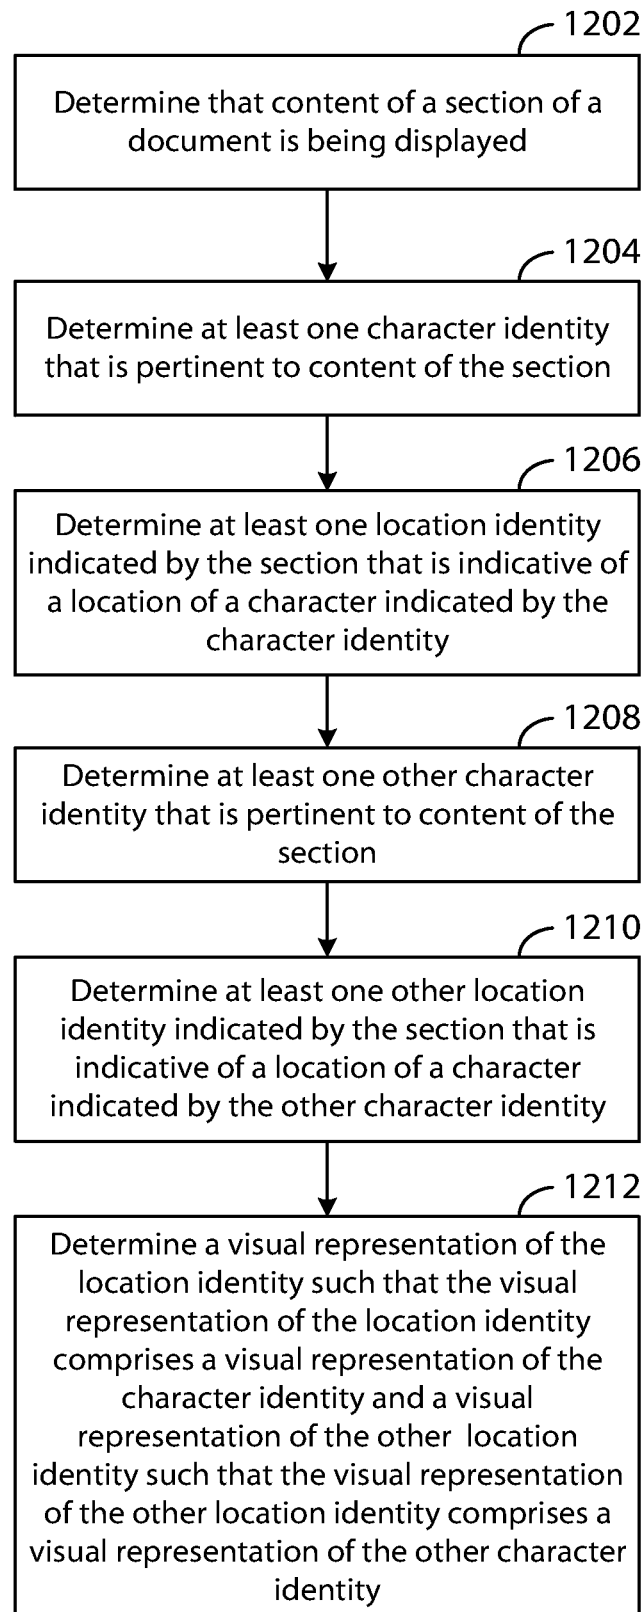 1202
Determine that content of a section of a
document is being displayed
1204
Determine at least one character identity
that is pertinent to content of the section
1206
Determine at least one location identity
indicated by the section that is indicative of
a location of a character indicated by the
character identity
1208
Determine at least one other character
identity that is pertinent to content of the
section
1210
Determine at least one other location
identity indicated by the section that is
indicative of a location of a character
indicated by the other character identity
1212
Determine a visual representation of the
location identity such that the visual
representation of the location identity
comprises a visual representation of the
character identity and a visual
representation of the other location
identity such that the visual representation
of the other location identity comprises a
visual representation of the other character
identity